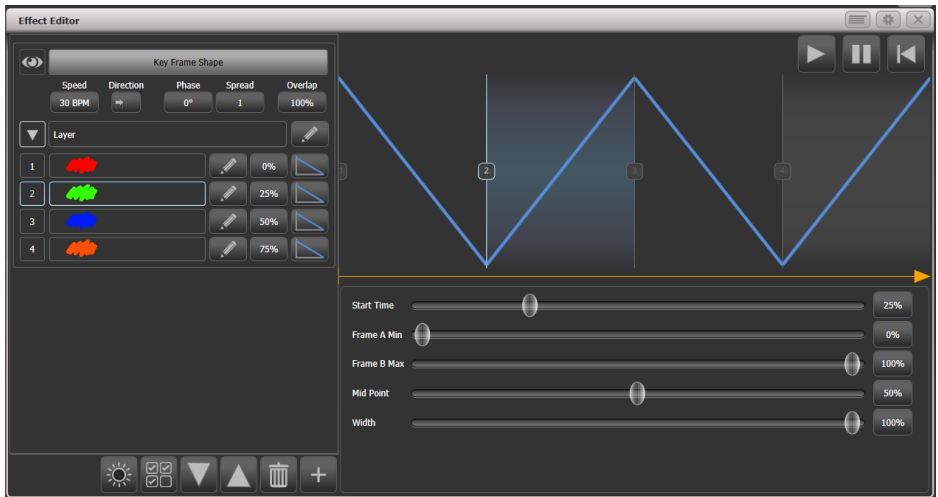 Effect Editor
Key Frame Shape
Speed Direction Phase Spread Overlap
30 BPM 0° 1 100%
Layer
1 0%
2 25%
3 50%
4 75%
1 2 3 4
Start Time 25%
Frame A Min 0%
Frame B Max 100%
Mid Point 50%
Width 100%